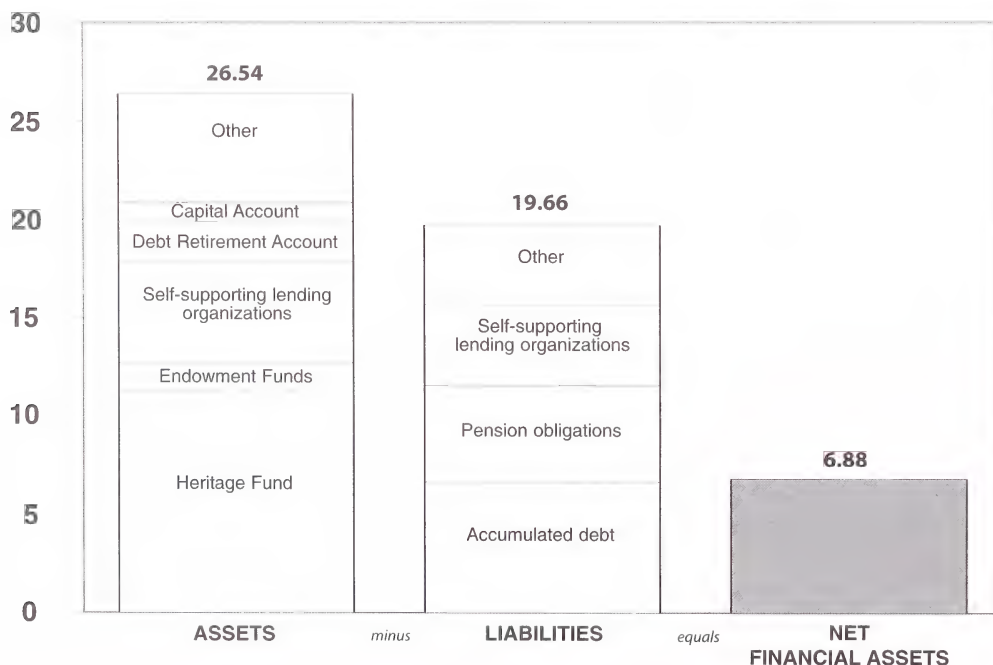 30
25
20
15
10
5
0
26.54
Other
Capital Account
Debt Retirement Account
Self-supporting lending
organizations
Endowment Funds
Heritage Fund
19.66
Other
Self-supporting
lending organizations
Pension obligations
Accumulated debt
6.88
ASSETS
minus
LIABILITIES
equals
NET
FINANCIAL ASSETS